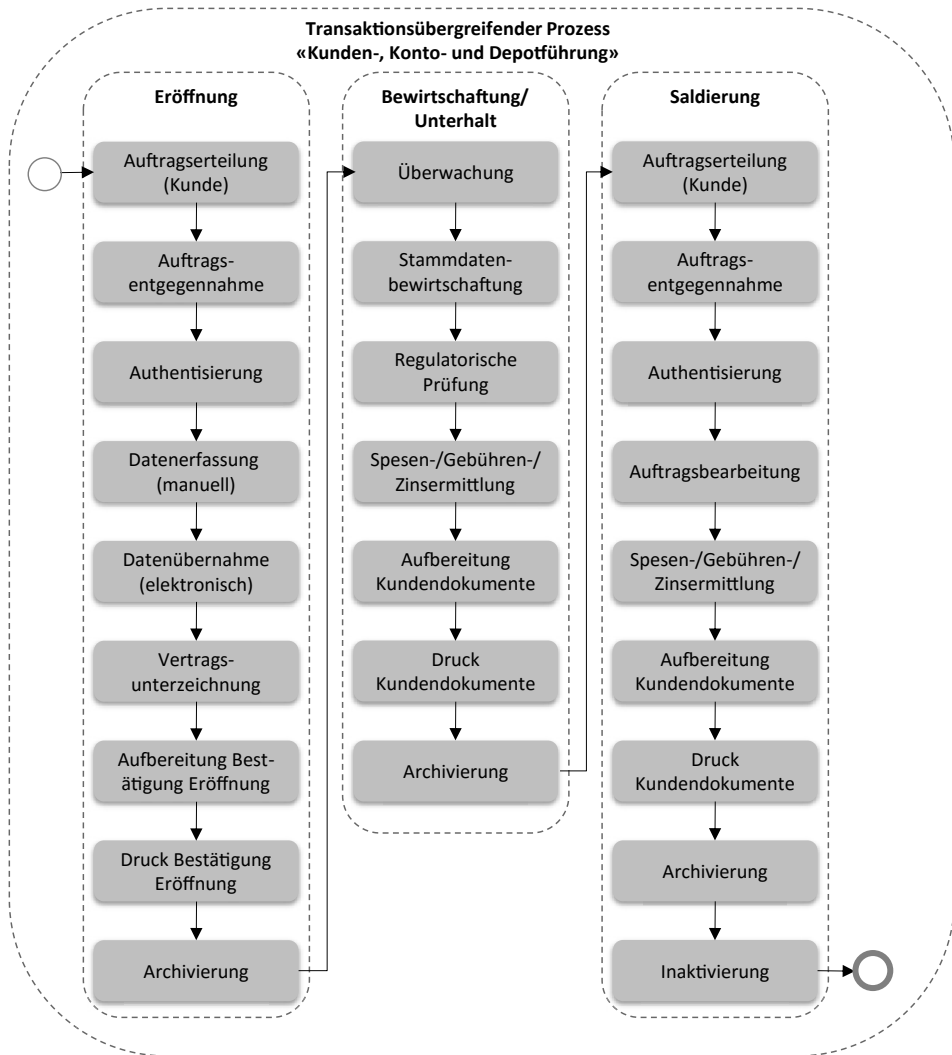 Transaktionsübergreifender Prozess
«Kunden-, Konto- und Depotführung»
Eröffnung
Auftragserteilung
(Kunde)
Auftrags-
entgegennahme
Authentisierung
Datenerfassung
(manuell)
Datenübernahme
(elektronisch)
Vertrags-
unterzeichnung
Aufbereitung Best-
ätigung Eröffnung
Druck Bestätigung
Eröffnung
Archivierung
Bewirtschaftung/
Unterhalt
Überwachung
Stammdaten-
bewirtschaftung
Regulatorische
Prüfung
Spesen-/Gebühren-/
Zinsermittlung
Aufbereitung
Kundendokumente
Druck
Kundendokumente
Archivierung
Saldierung
Auftragserteilung
(Kunde)
Auftrags-
entgegennahme
Authentisierung
Auftragsbearbeitung
Spesen-/Gebühren-/
Zinsermittlung
Aufbereitung
Kundendokumente
Druck
Kundendokumente
Archivierung
Inaktivierung